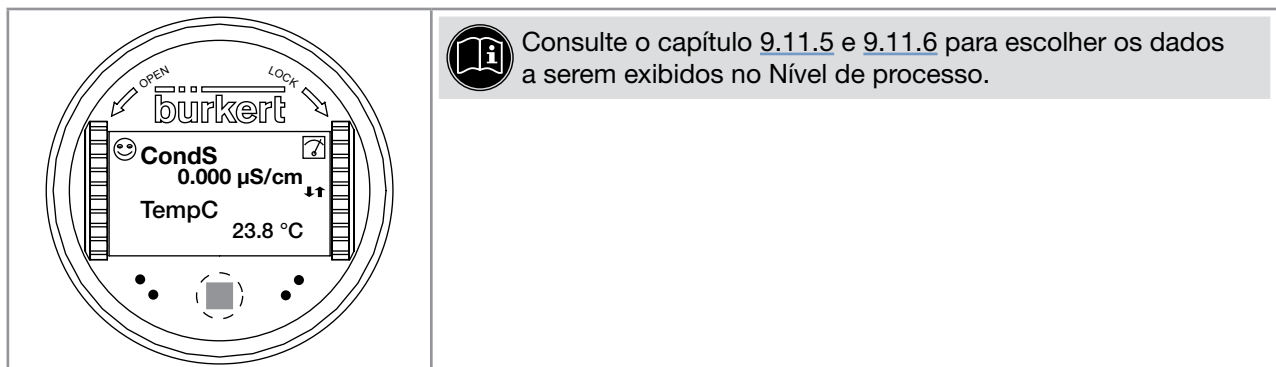 OPEN
LOCK
bürkert
CondS
0.000 µS/cm
TempC
23.8 °C
Consulte o capítulo 9.11.5 e 9.11.6 para escolher os dados
a serem exibidos no Nível de processo.